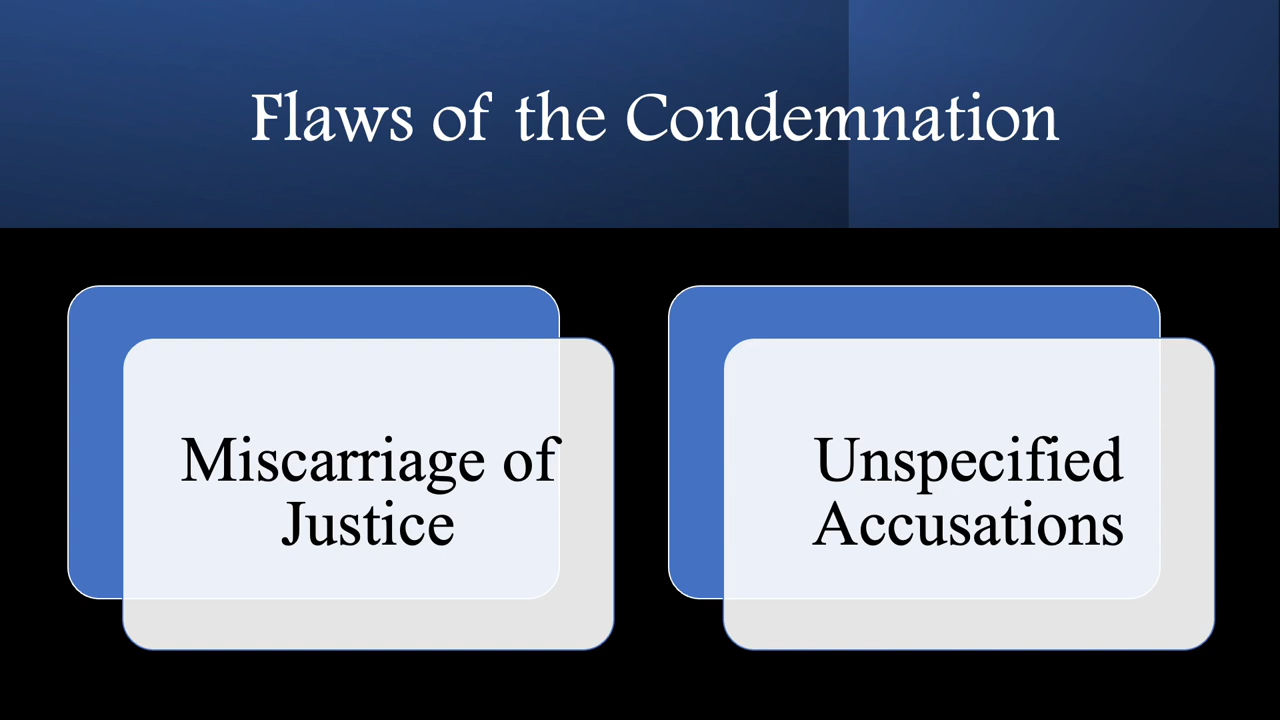 Flaws of the Condemnation
Miscarriage of
Justice
Unspecified
Accusations